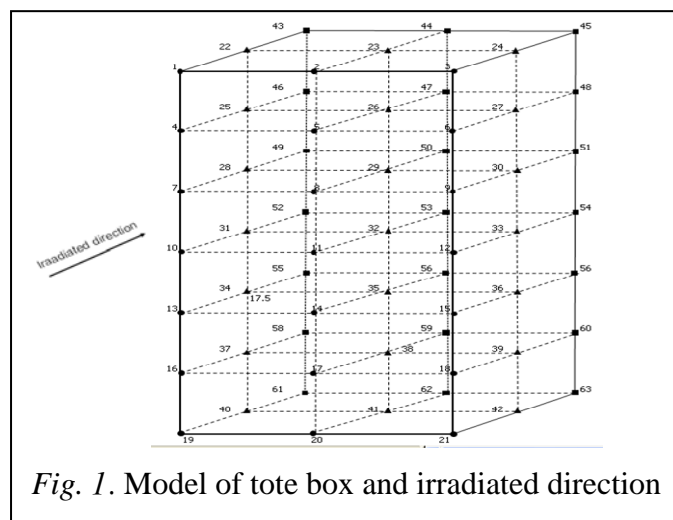 43 44 45
22 23 24
1 2 3
46 47 48
25 26 27
4 5 6
49 50 51
28 29 30
7 8 9
52 53 54
31 32 33
Iraadiated direction
10 11 12
55 56 56
34 17.5 35 36
13 14 15
58 59 60
37 38 39
16 17 18
61 62 63
40 41 42
19 20 21
Fig. 1. Model of tote box and irradiated direction